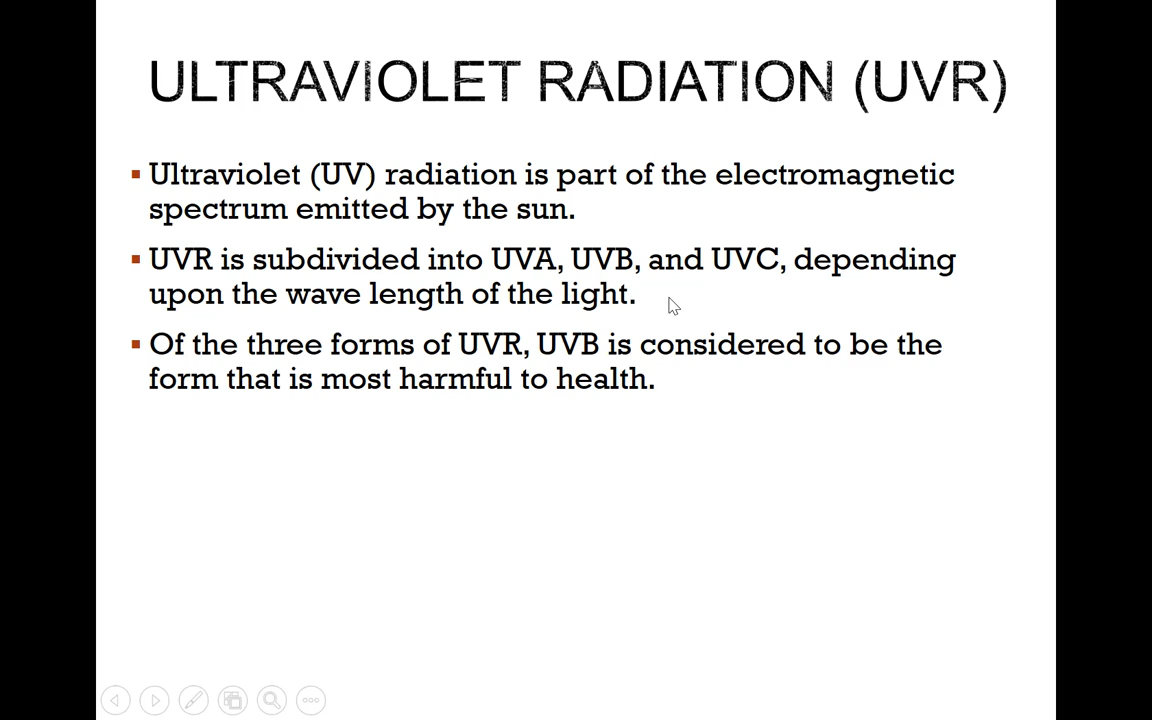 ULTRAVIOLET RADIATION (UVR)
▪ Ultraviolet (UV) radiation is part of the electromagnetic
spectrum emitted by the sun.
▪ UVR is subdivided into UVA, UVB, and UVC, depending
upon the wave length of the light.
▪ Of the three forms of UVR, UVB is considered to be the
form that is most harmful to health.